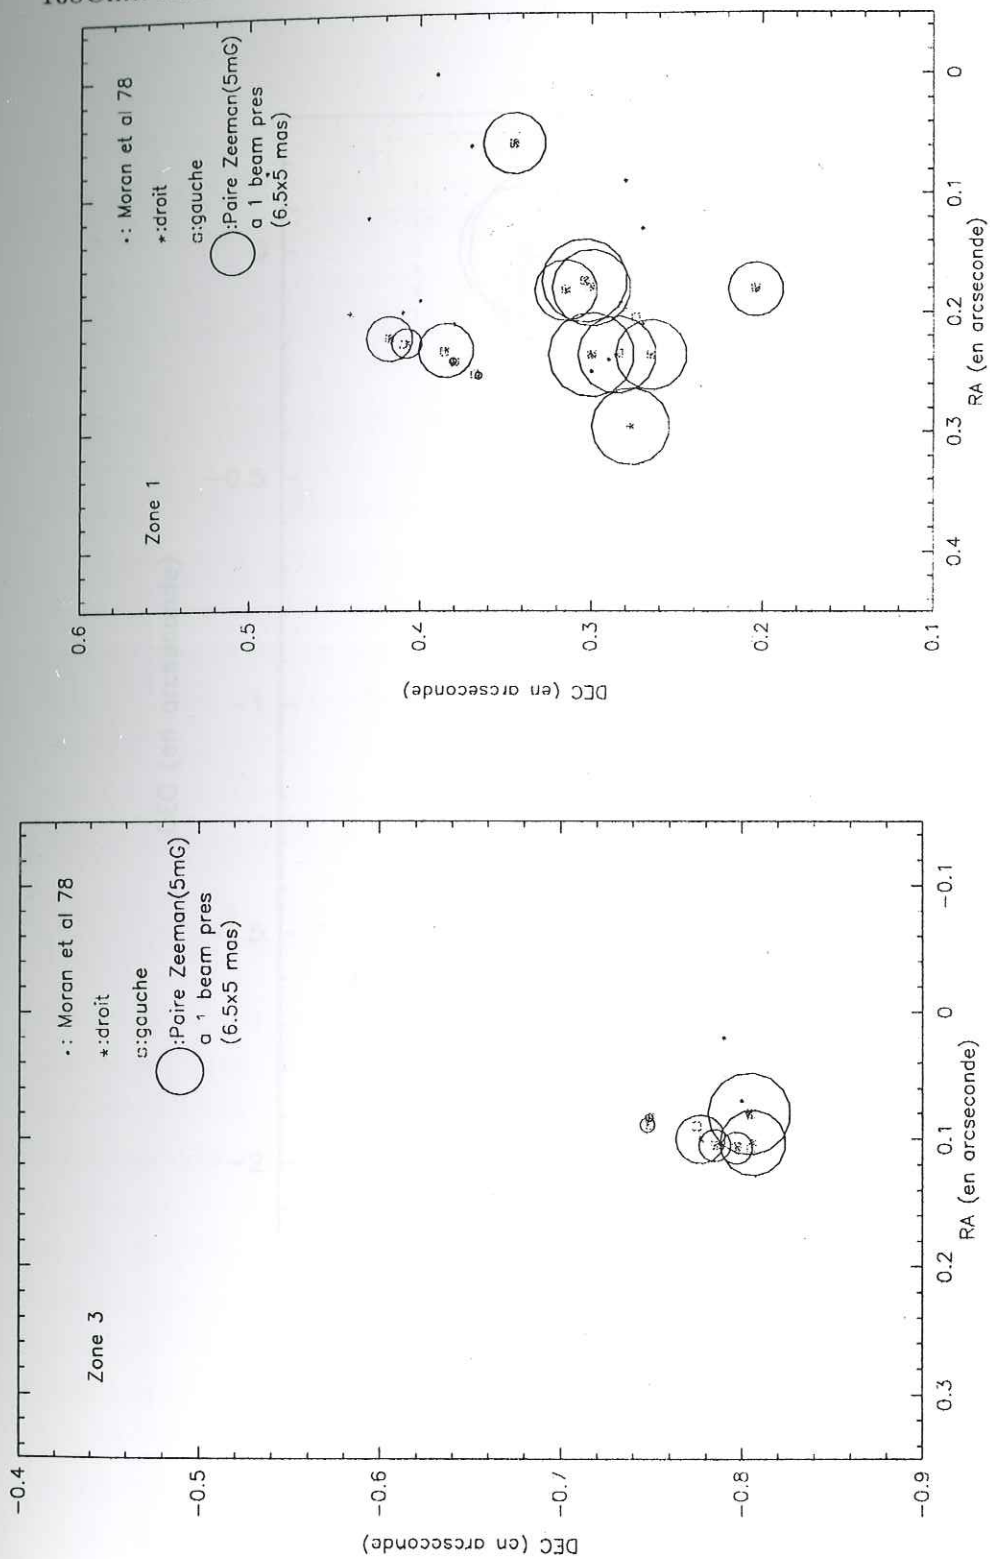 Zone 3
·: Moran et al 78
*:droit
□:gauche
○:Paire Zeeman(5mG)
a 1 beam pres
(6.5x5 mas)
-0.4
-0.5
-0.6
-0.7
-0.8
-0.9
DEC (en arcseconde)
0.3
0.2
0.1
0
-0.1
RA (en arcseconde)
Zone 1
·: Moran et al 78
*:droit
□:gauche
○:Paire Zeeman(5mG)
a 1 beam pres
(6.5x5 mas)
0.6
0.5
0.4
0.3
0.2
0.1
DEC (en arcseconde)
0.4
0.3
0.2
0.1
0
RA (en arcseconde)